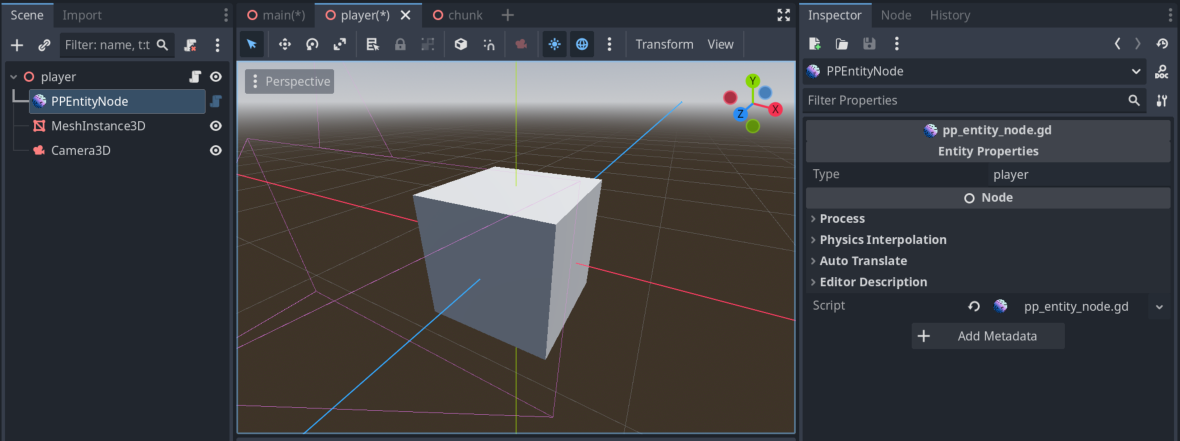 Scene Import
main(*) player(*) chunk
Inspector Node History
Filter: name, t:t
Transform View
player
PPEntityNode
MeshInstance3D
Camera3D
Perspective
Y
X
Z
PPEntityNode
DOC
Filter Properties
pp_entity_node.gd
Entity Properties
Type player
Node
Process
Physics Interpolation
Auto Translate
Editor Description
Script pp_entity_node.gd
Add Metadata